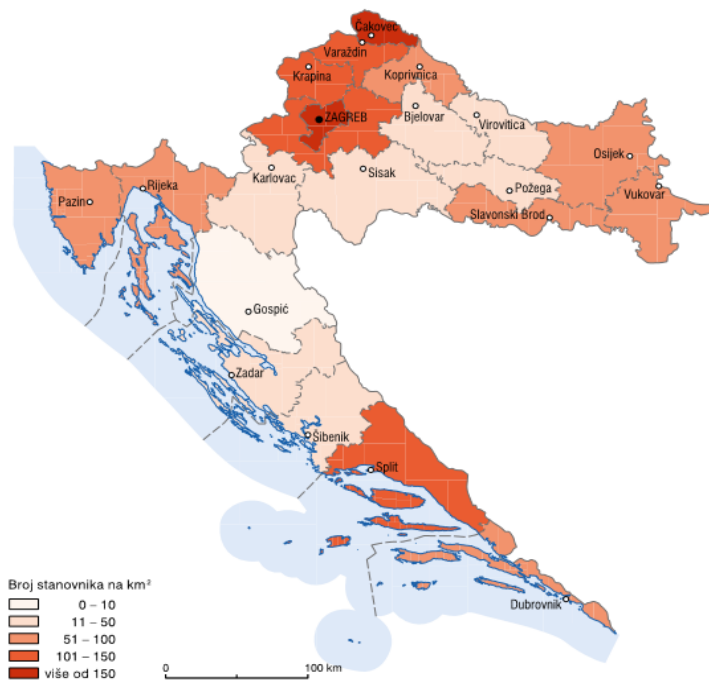 Čakovec
Varaždin
Krapina
Koprivnica
ZAGREB
Bjelovar
Virovitica
Osijek
Karlovac
Sisak
Požega
Vukovar
Rijeka
Pazin
Slavonski Brod
Gospić
Zadar
Šibenik
Split
Dubrovnik
Broj stanovnika na km²
0 – 10
11 – 50
51 – 100
101 – 150
više od 150
0 100 km